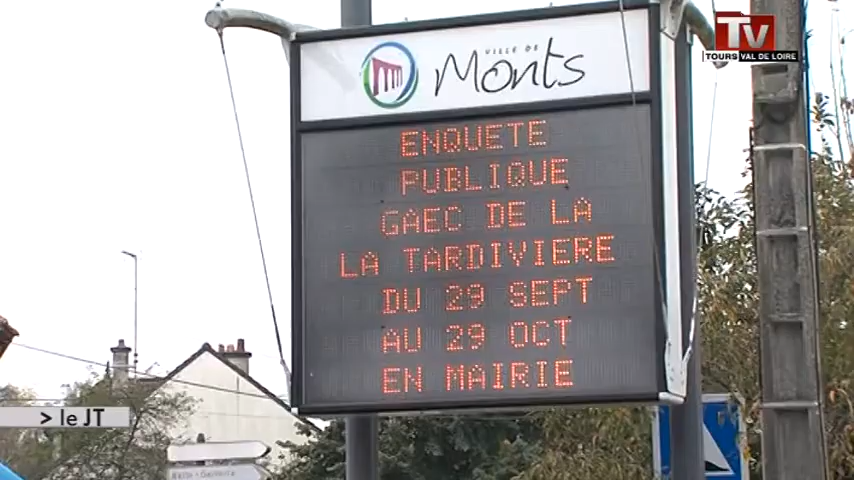 TV
TOURS VAL DE LOIRE
VILLE DE
Monts
ENQUETE
PUBLIQUE
GAEC DE LA
LA TARDIVIERE
DU 29 SEPT
AU 29 OCT
EN MAIRIE
> le JT